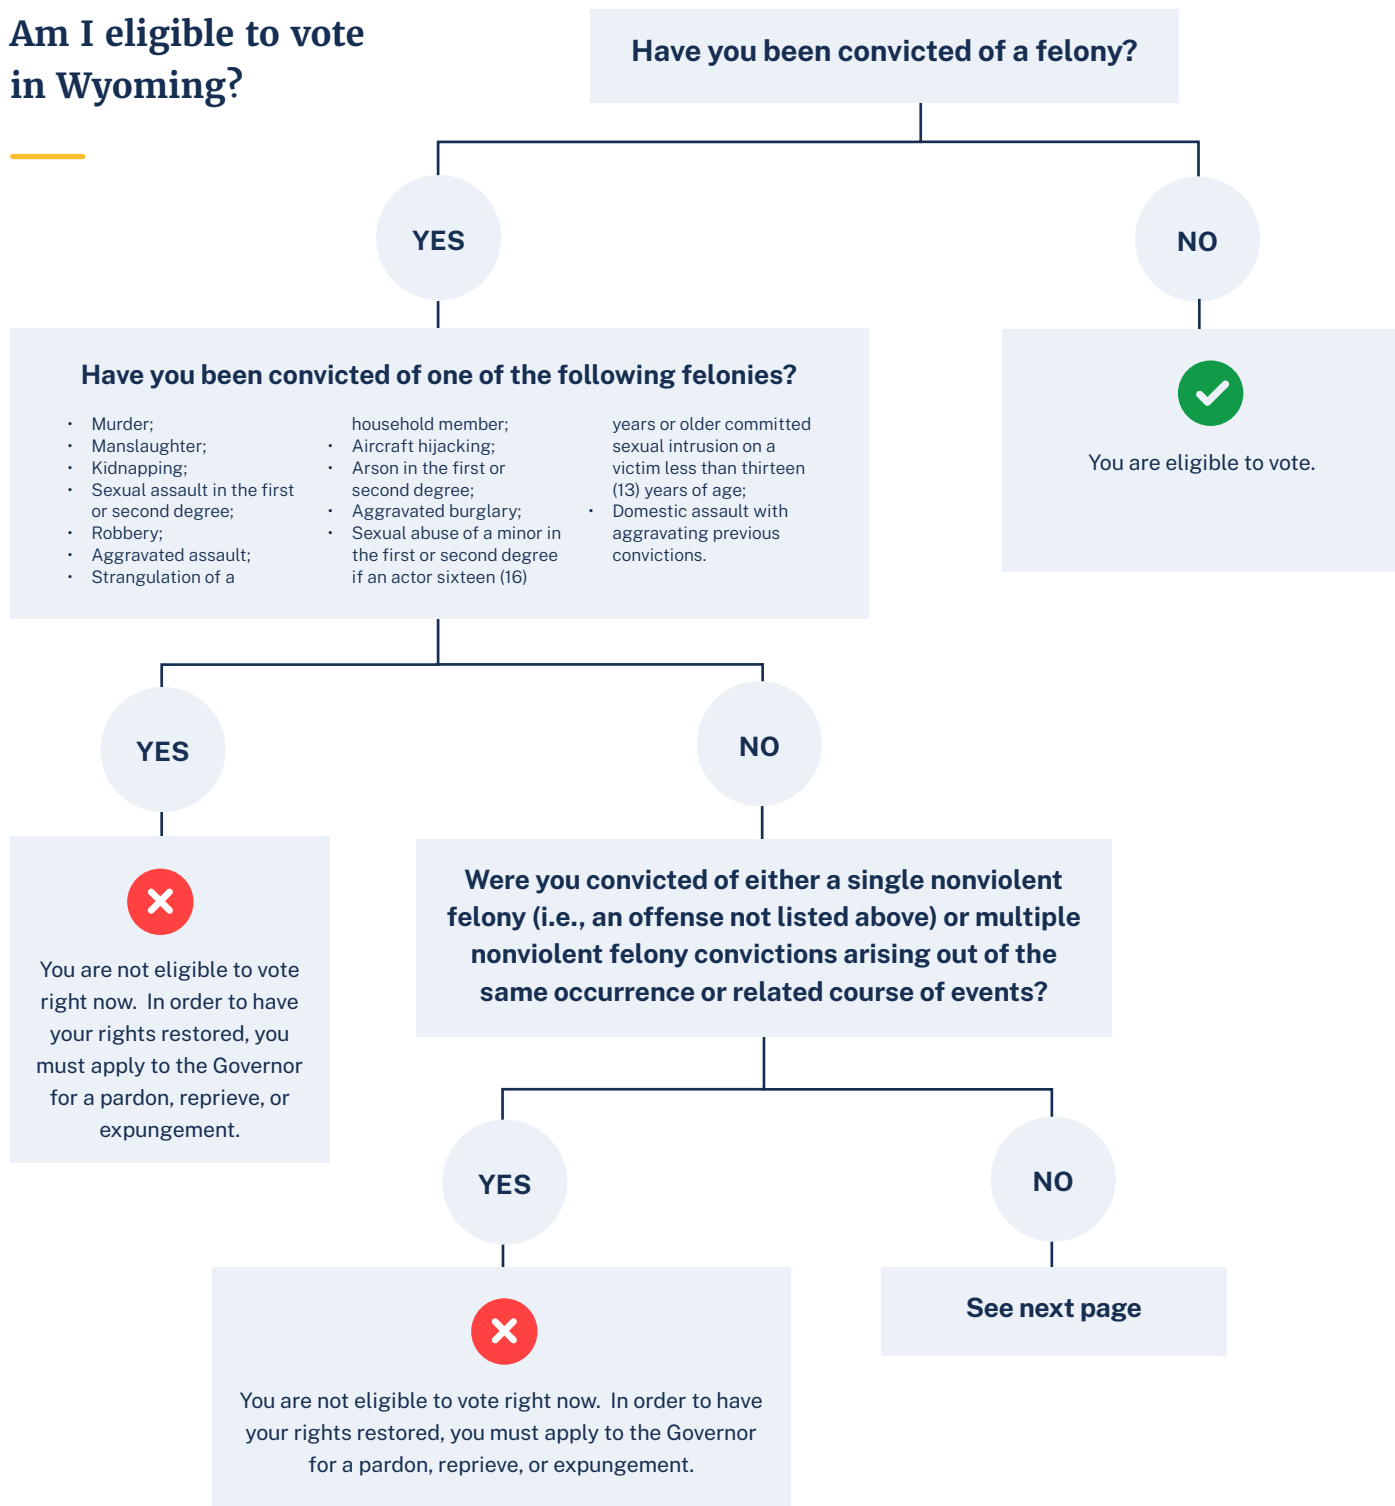 Am I eligible to vote
in Wyoming?
Have you been convicted of a felony?
YES
NO
Have you been convicted of one of the following felonies?
• Murder;
• Manslaughter;
• Kidnapping;
• Sexual assault in the first
or second degree;
• Robbery;
• Aggravated assault;
• Strangulation of a
household member;
• Aircraft hijacking;
• Arson in the first or
second degree;
• Aggravated burglary;
• Sexual abuse of a minor in
the first or second degree
if an actor sixteen (16)
years or older committed
sexual intrusion on a
victim less than thirteen
(13) years of age;
• Domestic assault with
aggravating previous
convictions.
You are eligible to vote.
YES
NO
You are not eligible to vote
right now. In order to have
your rights restored, you
must apply to the Governor
for a pardon, reprieve, or
expungement.
Were you convicted of either a single nonviolent
felony (i.e., an offense not listed above) or multiple
nonviolent felony convictions arising out of the
same occurrence or related course of events?
YES
NO
You are not eligible to vote right now. In order to have
your rights restored, you must apply to the Governor
for a pardon, reprieve, or expungement.
See next page